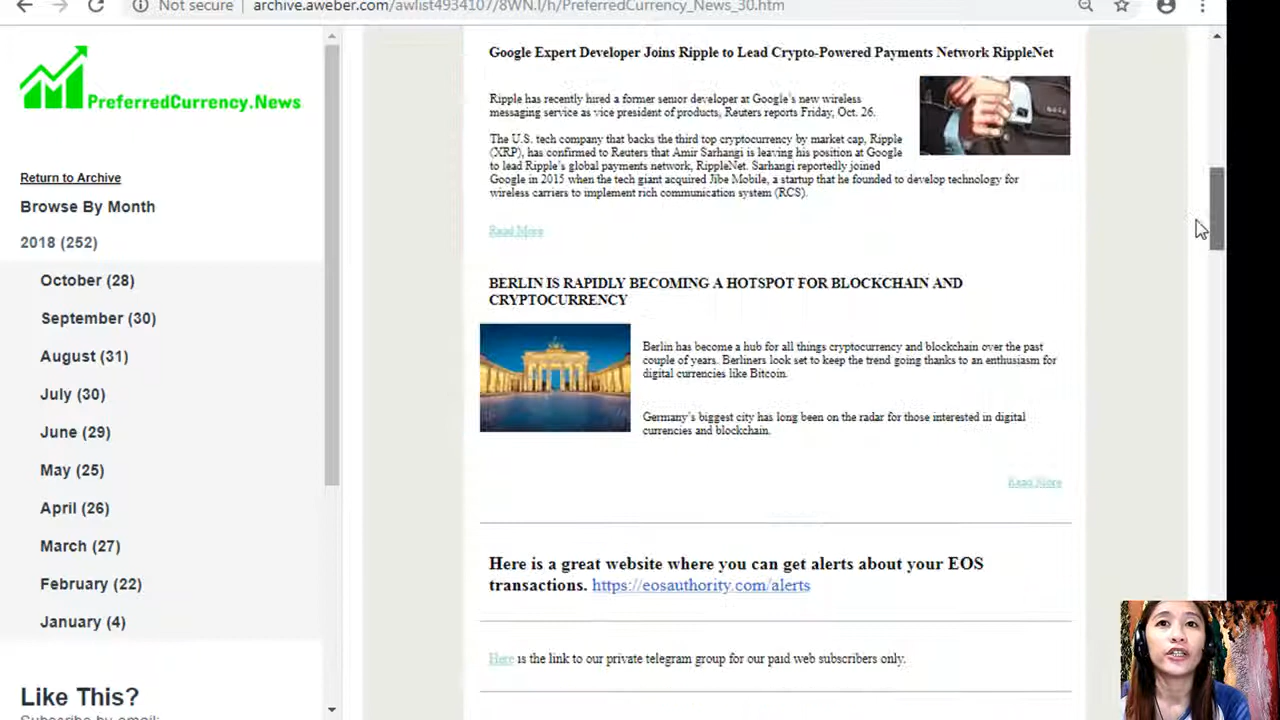 Not secure
archive.aweber.com/awlist4934107/8WN.l/h/PreferredCurrency_News_30.htm
PreferredCurrency.News
Return to Archive
Browse By Month
2018 (252)
October (28)
September (30)
August (31)
July (30)
June (29)
May (25)
April (26)
March (27)
February (22)
January (4)
Like This?
Subscribe by email:
Google Expert Developer Joins Ripple to Lead Crypto-Powered Payments Network RippleNet
Ripple has recently hired a former senior developer at Google's new wireless
messaging service as vice president of products, Reuters reports Friday, Oct. 26.
The U.S. tech company that backs the third top cryptocurrency by market cap, Ripple
(XRP), has confirmed to Reuters that Amir Sarhangi is leaving his position at Google
to lead Ripple's global payments network, RippleNet. Sarhangi reportedly joined
Google in 2015 when the tech giant acquired Jibe Mobile, a startup that he founded to develop technology for
wireless carriers to implement rich communication system (RCS).
Read More
BERLIN IS RAPIDLY BECOMING A HOTSPOT FOR BLOCKCHAIN AND
CRYPTOCURRENCY
Berlin has become a hub for all things cryptocurrency and blockchain over the past
couple of years. Berliners look set to keep the trend going thanks to an enthusiasm for
digital currencies like Bitcoin.
Germany's biggest city has long been on the radar for those interested in digital
currencies and blockchain.
Read More
Here is a great website where you can get alerts about your EOS
transactions. https://eosauthority.com/alerts
Here is the link to our private telegram group for our paid web subscribers only.